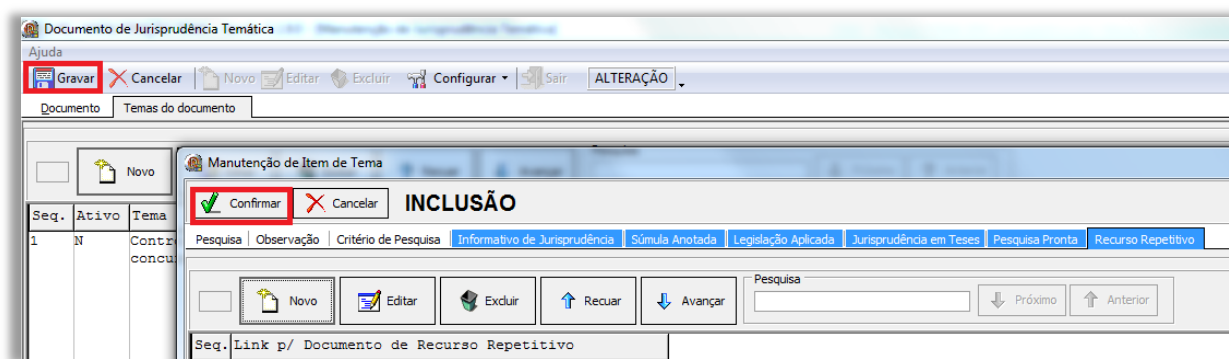 Documento de Jurisprudência Temática
Ajuda
Gravar Cancelar Novo Editar Excluir Configurar Sair ALTERAÇÃO
Documento Temas do documento
Novo
Seq. Ativo Tema
1 N
Manutenção de Item de Tema
Confirmar Cancelar INCLUSÃO
Pesquisa Observação Critério de Pesquisa Informativo de Jurisprudência Súmula Anotada Legislação Aplicada Jurisprudência em Teses Pesquisa Pronta Recurso Repetitivo
Pesquisa
Novo Editar Excluir Recuar Avançar Próximo Anterior
Seq. Link p/ Documento de Recurso Repetitivo